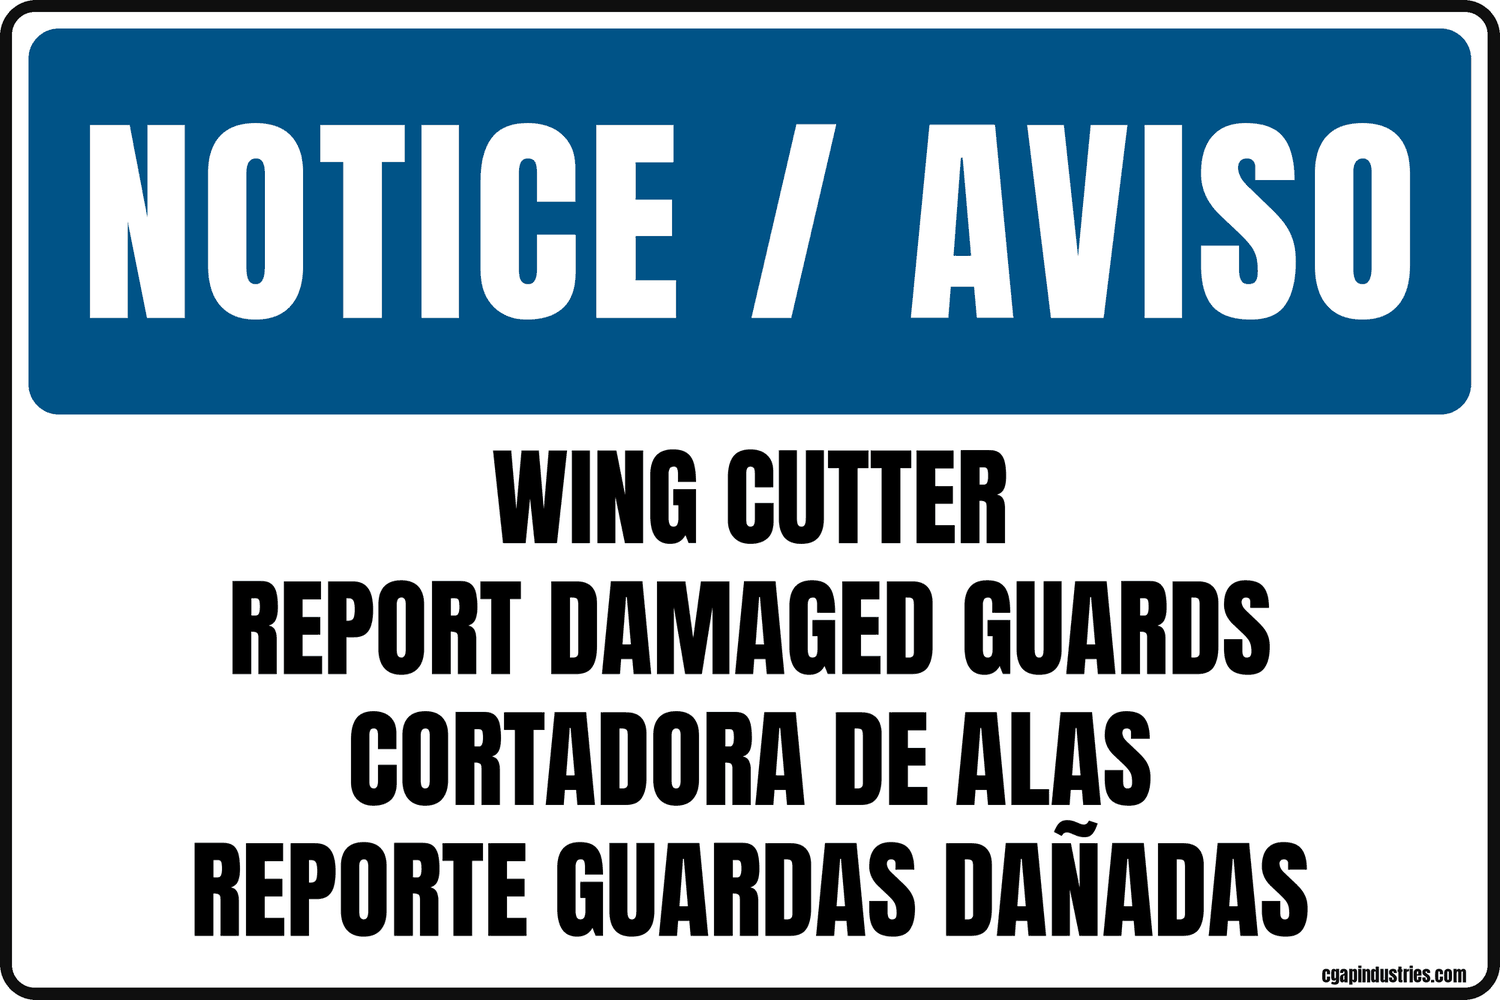 NOTICE / AVISO
WING CUTTER
REPORT DAMAGED GUARDS
CORTADORA DE ALAS
REPORTE GUARDAS DAÑADAS
cgapindustries.com